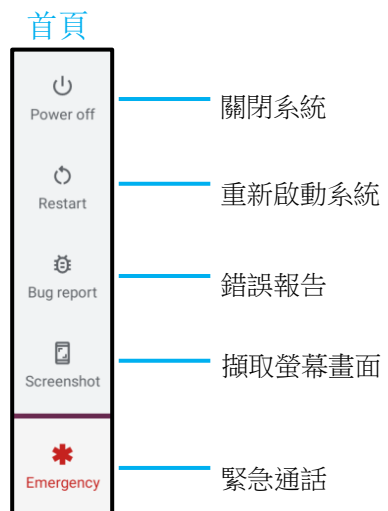 首頁
Power off
關閉系統
Restart
重新啟動系統
Bug report
錯誤報告
Screenshot
擷取螢幕畫面
Emergency
緊急通話